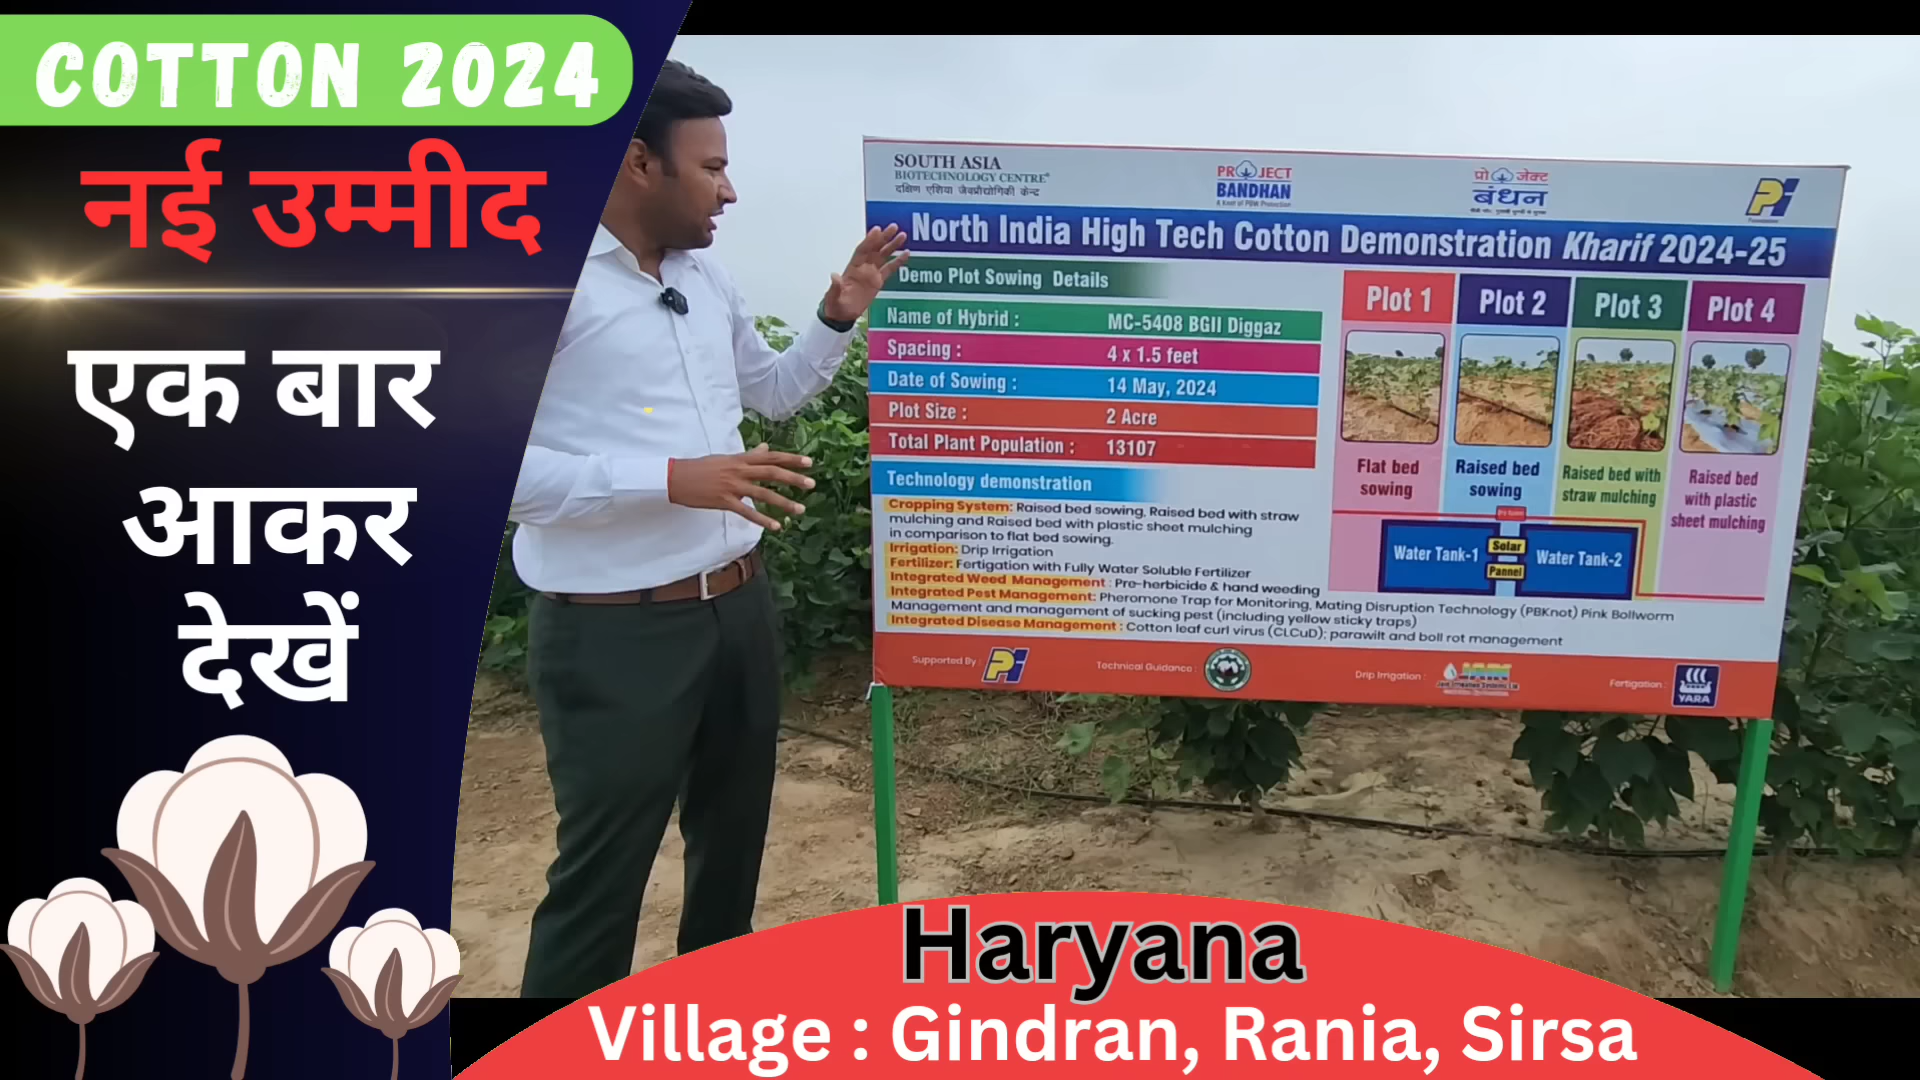 COTTON 2024
नई उम्मीद
एक बार
आकर
देखें
SOUTH ASIA
BIOTECHNOLOGY CENTRE
दक्षिण एशिया जैवप्रौद्योगिकी केन्द्र
PROJECT
BANDHAN
प्रोजेक्ट
बंधन
North India High Tech Cotton Demonstration Kharif 2024-25
Demo Plot Sowing Details
Name of Hybrid : MC-5408 BGII Diggaz
Spacing : 4 x 1.5 feet
Date of Sowing : 14 May, 2024
Plot Size : 2 Acre
Total Plant Population : 13107
Technology demonstration
Cropping System: Raised bed sowing, Raised bed with straw
mulching and Raised bed with plastic sheet mulching
in comparison to flat bed sowing.
Irrigation: Drip Irrigation
Fertilizer: Fertigation with Fully Water Soluble Fertilizer
Integrated Weed Management : Pre-herbicide & hand weeding
Integrated Pest Management: Pheromone Trap for Monitoring, Mating Disruption Technology (PBKnot) Pink Bollworm
Management and management of sucking pest (including yellow sticky traps)
Integrated Disease Management : Cotton leaf curl virus (CLCuD); parawilt and boll rot management
Plot 1
Flat bed
sowing
Plot 2
Raised bed
sowing
Plot 3
Raised bed with
straw mulching
Plot 4
Raised bed
with plastic
sheet mulching
Water Tank-1
Solar
Pannel
Water Tank-2
Supported By :
Technical Guidance :
Drip Irrigation :
JAIN
Fertigation :
YARA
Haryana
Village : Gindran, Rania, Sirsa